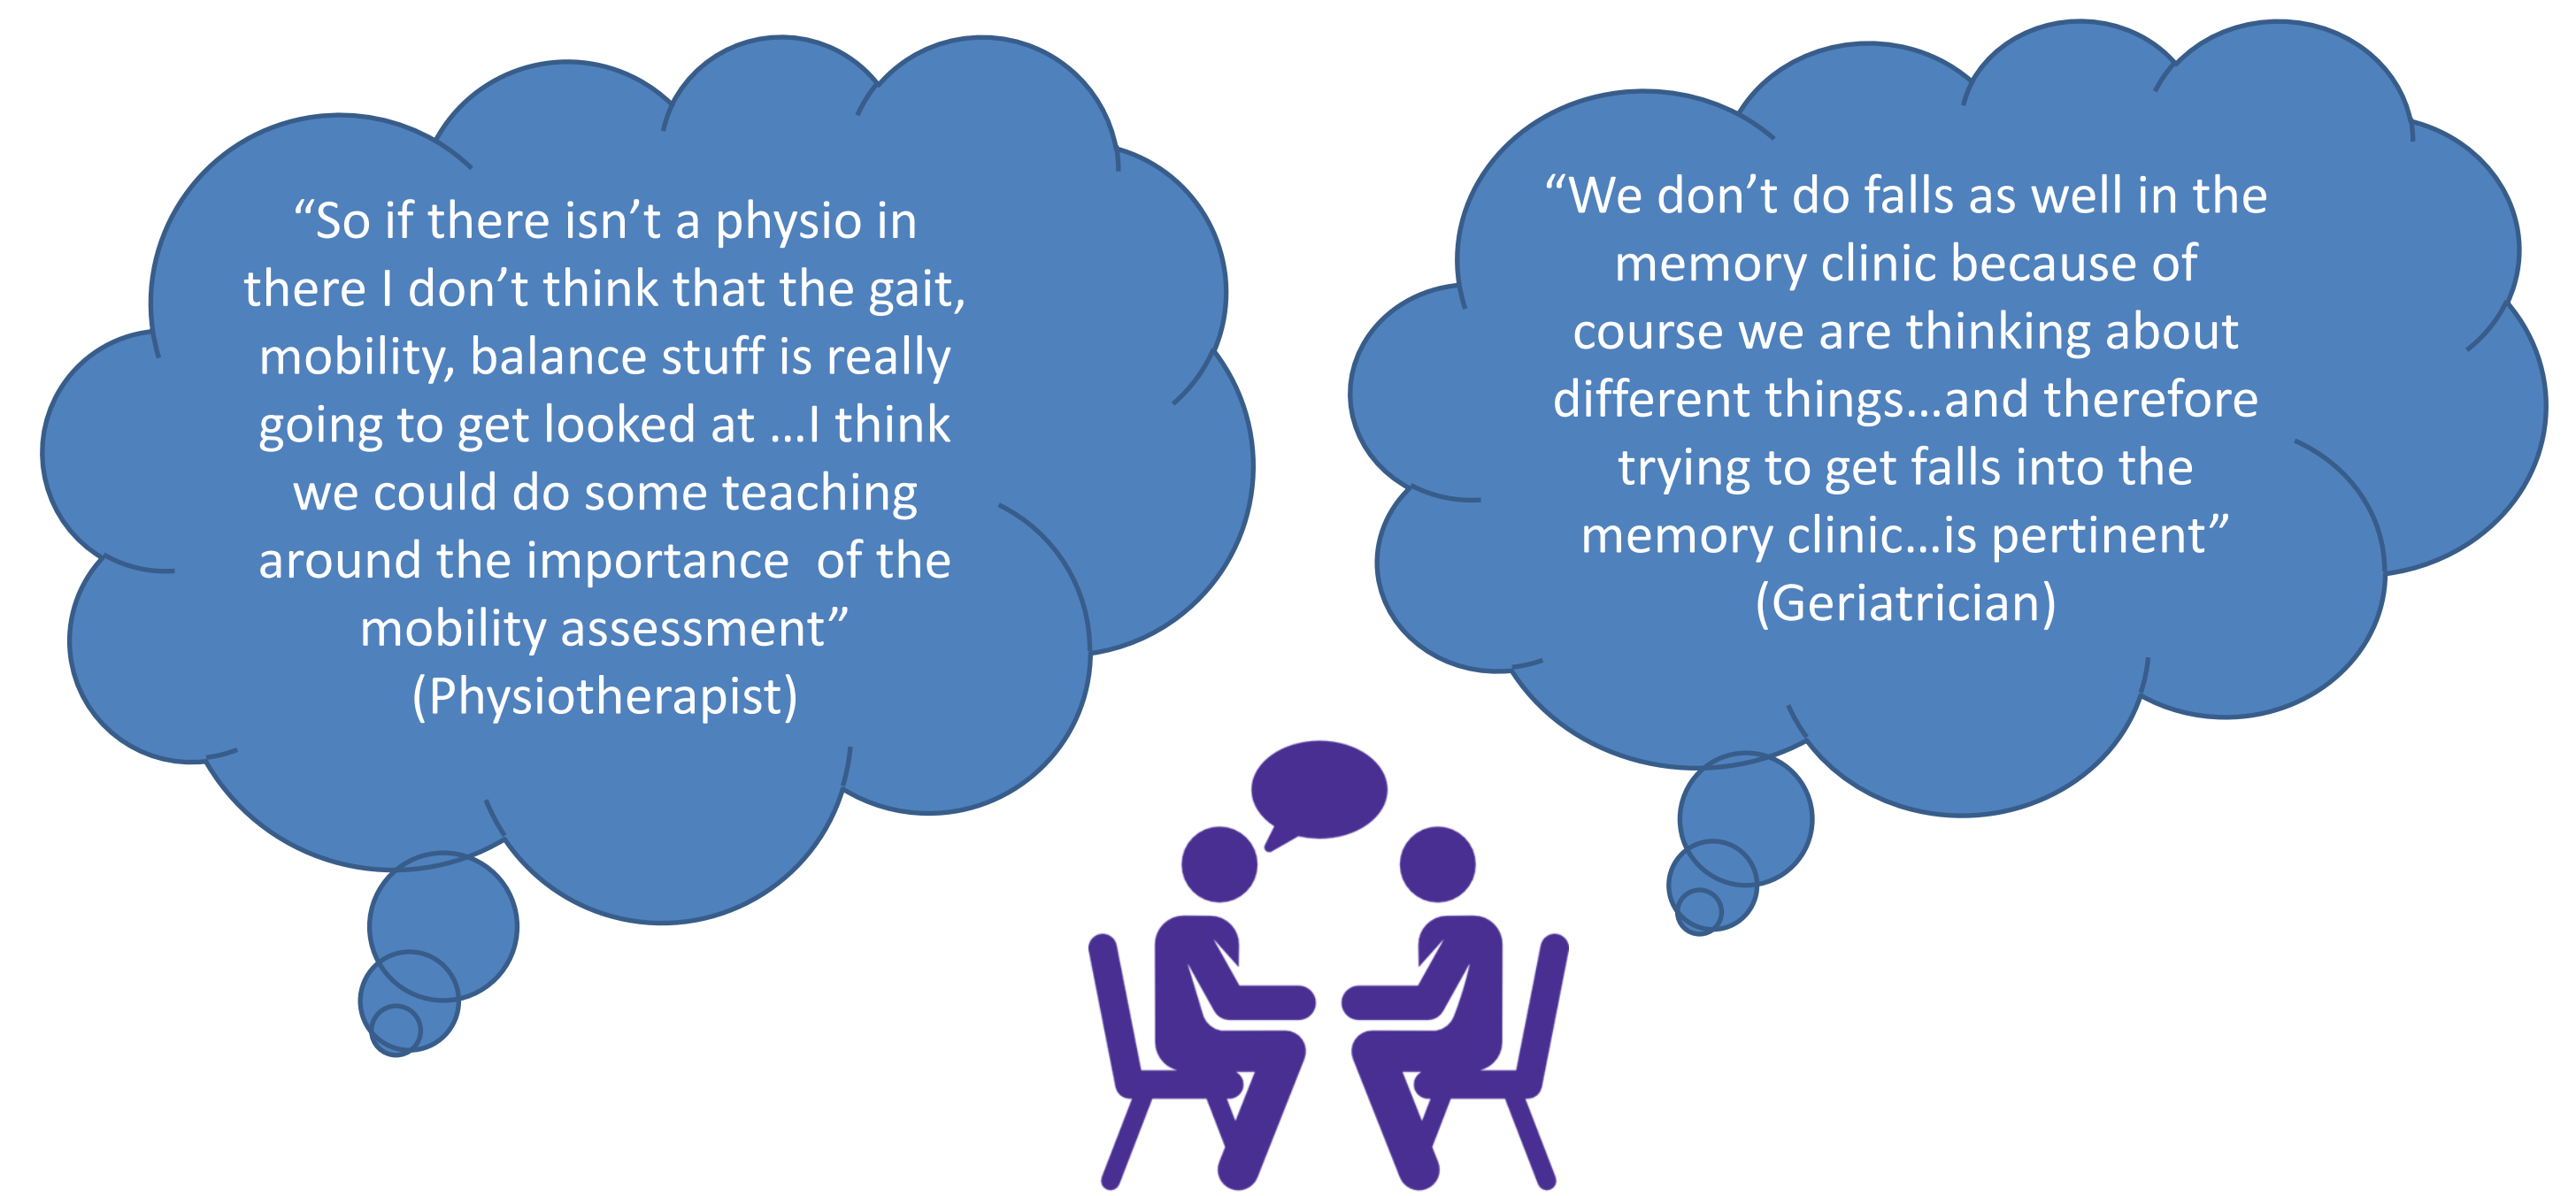 “So if there isn’t a physio in
there I don’t think that the gait,
mobility, balance stuff is really
going to get looked at …I think
we could do some teaching
around the importance  of the
mobility assessment”
(Physiotherapist)
“We don’t do falls as well in the
memory clinic because of
course we are thinking about
different things…and therefore
trying to get falls into the
memory clinic…is pertinent”
(Geriatrician)